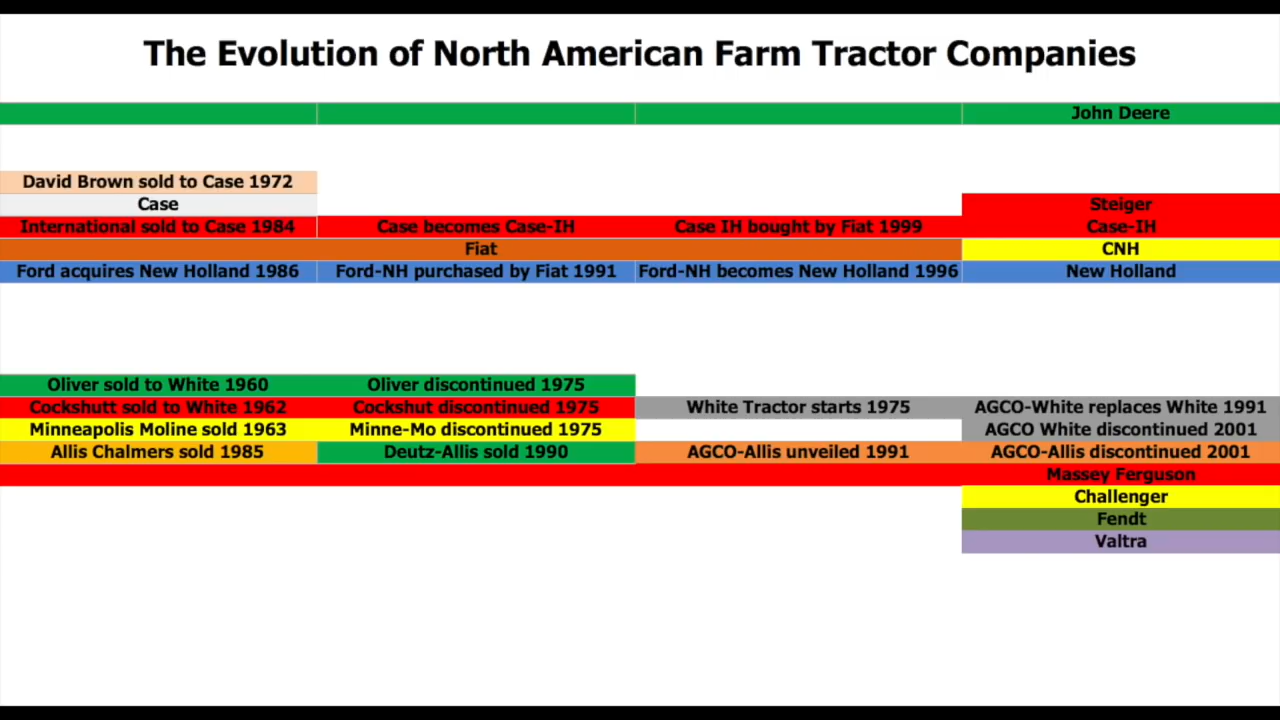 The Evolution of North American Farm Tractor Companies
John Deere
David Brown sold to Case 1972
Case
Steiger
International sold to Case 1984
Case becomes Case-IH
Case IH bought by Fiat 1999
Case-IH
Fiat
CNH
Ford acquires New Holland 1986
Ford-NH purchased by Fiat 1991
Ford-NH becomes New Holland 1996
New Holland
Oliver sold to White 1960
Oliver discontinued 1975
Cockshutt sold to White 1962
Cockshut discontinued 1975
White Tractor starts 1975
AGCO-White replaces White 1991
Minneapolis Moline sold 1963
Minne-Mo discontinued 1975
AGCO White discontinued 2001
Allis Chalmers sold 1985
Deutz-Allis sold 1990
AGCO-Allis unveiled 1991
AGCO-Allis discontinued 2001
Massey Ferguson
Challenger
Fendt
Valtra